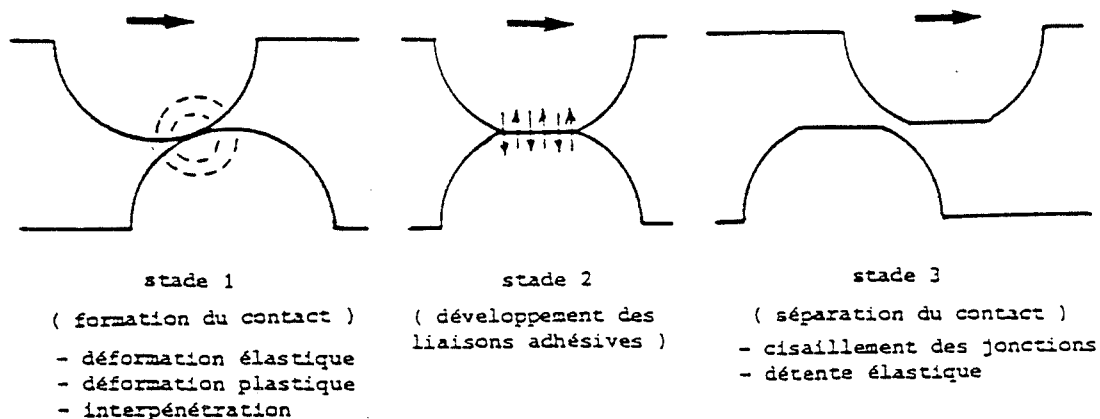 stade 1
( formation du contact )
- déformation élastique
- déformation plastique
- interpénétration
stade 2
( développement des
liaisons adhésives )
stade 3
( séparation du contact )
- cisaillement des jonctions
- détente élastique